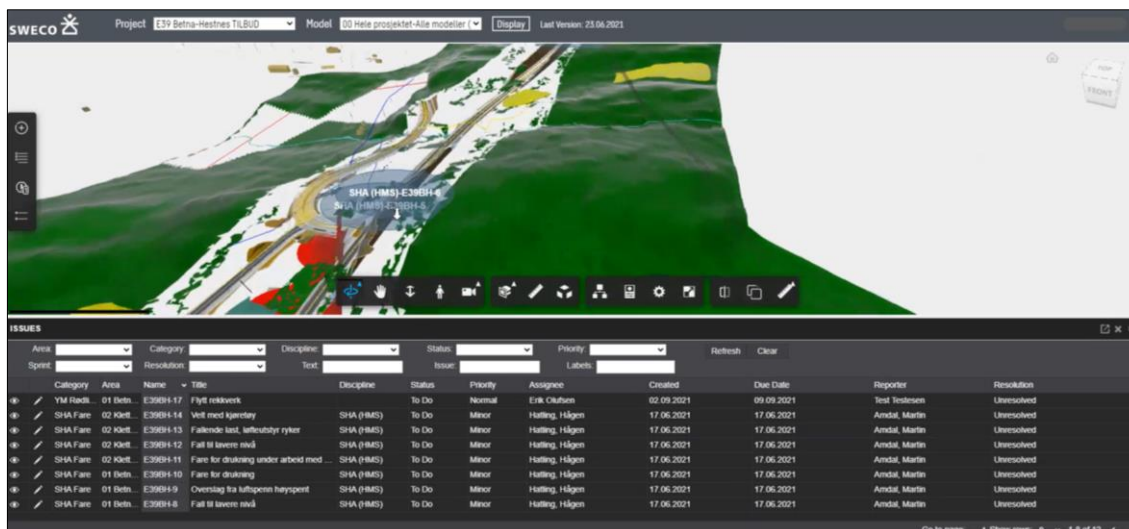 SWECO Project E39 Betna-Hestnes TILBUD Model 00 Hele prosjektet-Alle modeller ( Display Last Version: 23.06.2021
TOP
FRONT
SHA (HMS)-E39BH-6
SHA (HMS)-E39BH-5
ISSUES
Area: Category: Discipline: Status: Priority: Refresh Clear
Sprint: Resolution: Text: Issue: Labels:
Category Area Name Title Discipline Status Priority Assignee Created Due Date Reporter Resolution
YM Rødli... 01 Betn... E39BH-17 Flytt rekkverk To Do Normal Erik Olufsen 02.09.2021 09.09.2021 Test Testesen Unresolved
SHA Fare 02 Klett... E39BH-14 Velt med kjøretøy SHA (HMS) To Do Minor Hatling, Hågen 17.06.2021 17.06.2021 Amdal, Martin Unresolved
SHA Fare 02 Klett... E39BH-13 Fallende last, løfteutstyr ryker SHA (HMS) To Do Minor Hatling, Hågen 17.06.2021 17.06.2021 Amdal, Martin Unresolved
SHA Fare 02 Klett... E39BH-12 Fall til lavere nivå SHA (HMS) To Do Minor Hatling, Hågen 17.06.2021 17.06.2021 Amdal, Martin Unresolved
SHA Fare 02 Klett... E39BH-11 Fare for drukning under arbeid med ... SHA (HMS) To Do Minor Hatling, Hågen 17.06.2021 17.06.2021 Amdal, Martin Unresolved
SHA Fare 01 Betn... E39BH-10 Fare for drukning SHA (HMS) To Do Minor Hatling, Hågen 17.06.2021 17.06.2021 Amdal, Martin Unresolved
SHA Fare 01 Betn... E39BH-9 Overslag fra luftspenn høyspent SHA (HMS) To Do Minor Hatling, Hågen 17.06.2021 17.06.2021 Amdal, Martin Unresolved
SHA Fare 01 Betn... E39BH-8 Fall til lavere nivå SHA (HMS) To Do Minor Hatling, Hågen 17.06.2021 17.06.2021 Amdal, Martin Unresolved